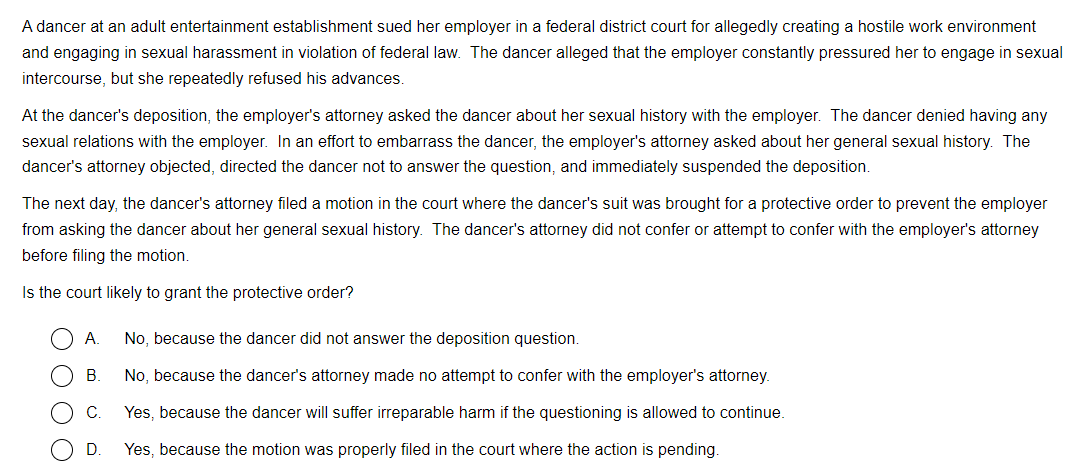 A dancer at an adult entertainment establishment sued her employer in a federal district court for allegedly creating a hostile work environment
and engaging in sexual harassment in violation of federal law. The dancer alleged that the employer constantly pressured her to engage in sexual
intercourse, but she repeatedly refused his advances.
At the dancer's deposition, the employer's attorney asked the dancer about her sexual history with the employer. The dancer denied having any
sexual relations with the employer. In an effort to embarrass the dancer, the employer's attorney asked about her general sexual history. The
dancer's attorney objected, directed the dancer not to answer the question, and immediately suspended the deposition.
The next day, the dancer's attorney filed a motion in the court where the dancer's suit was brought for a protective order to prevent the employer
from asking the dancer about her general sexual history. The dancer's attorney did not confer or attempt to confer with the employer's attorney
before filing the motion.
Is the court likely to grant the protective order?
A. No, because the dancer did not answer the deposition question.
B. No, because the dancer's attorney made no attempt to confer with the employer's attorney.
C. Yes, because the dancer will suffer irreparable harm if the questioning is allowed to continue.
D. Yes, because the motion was properly filed in the court where the action is pending.